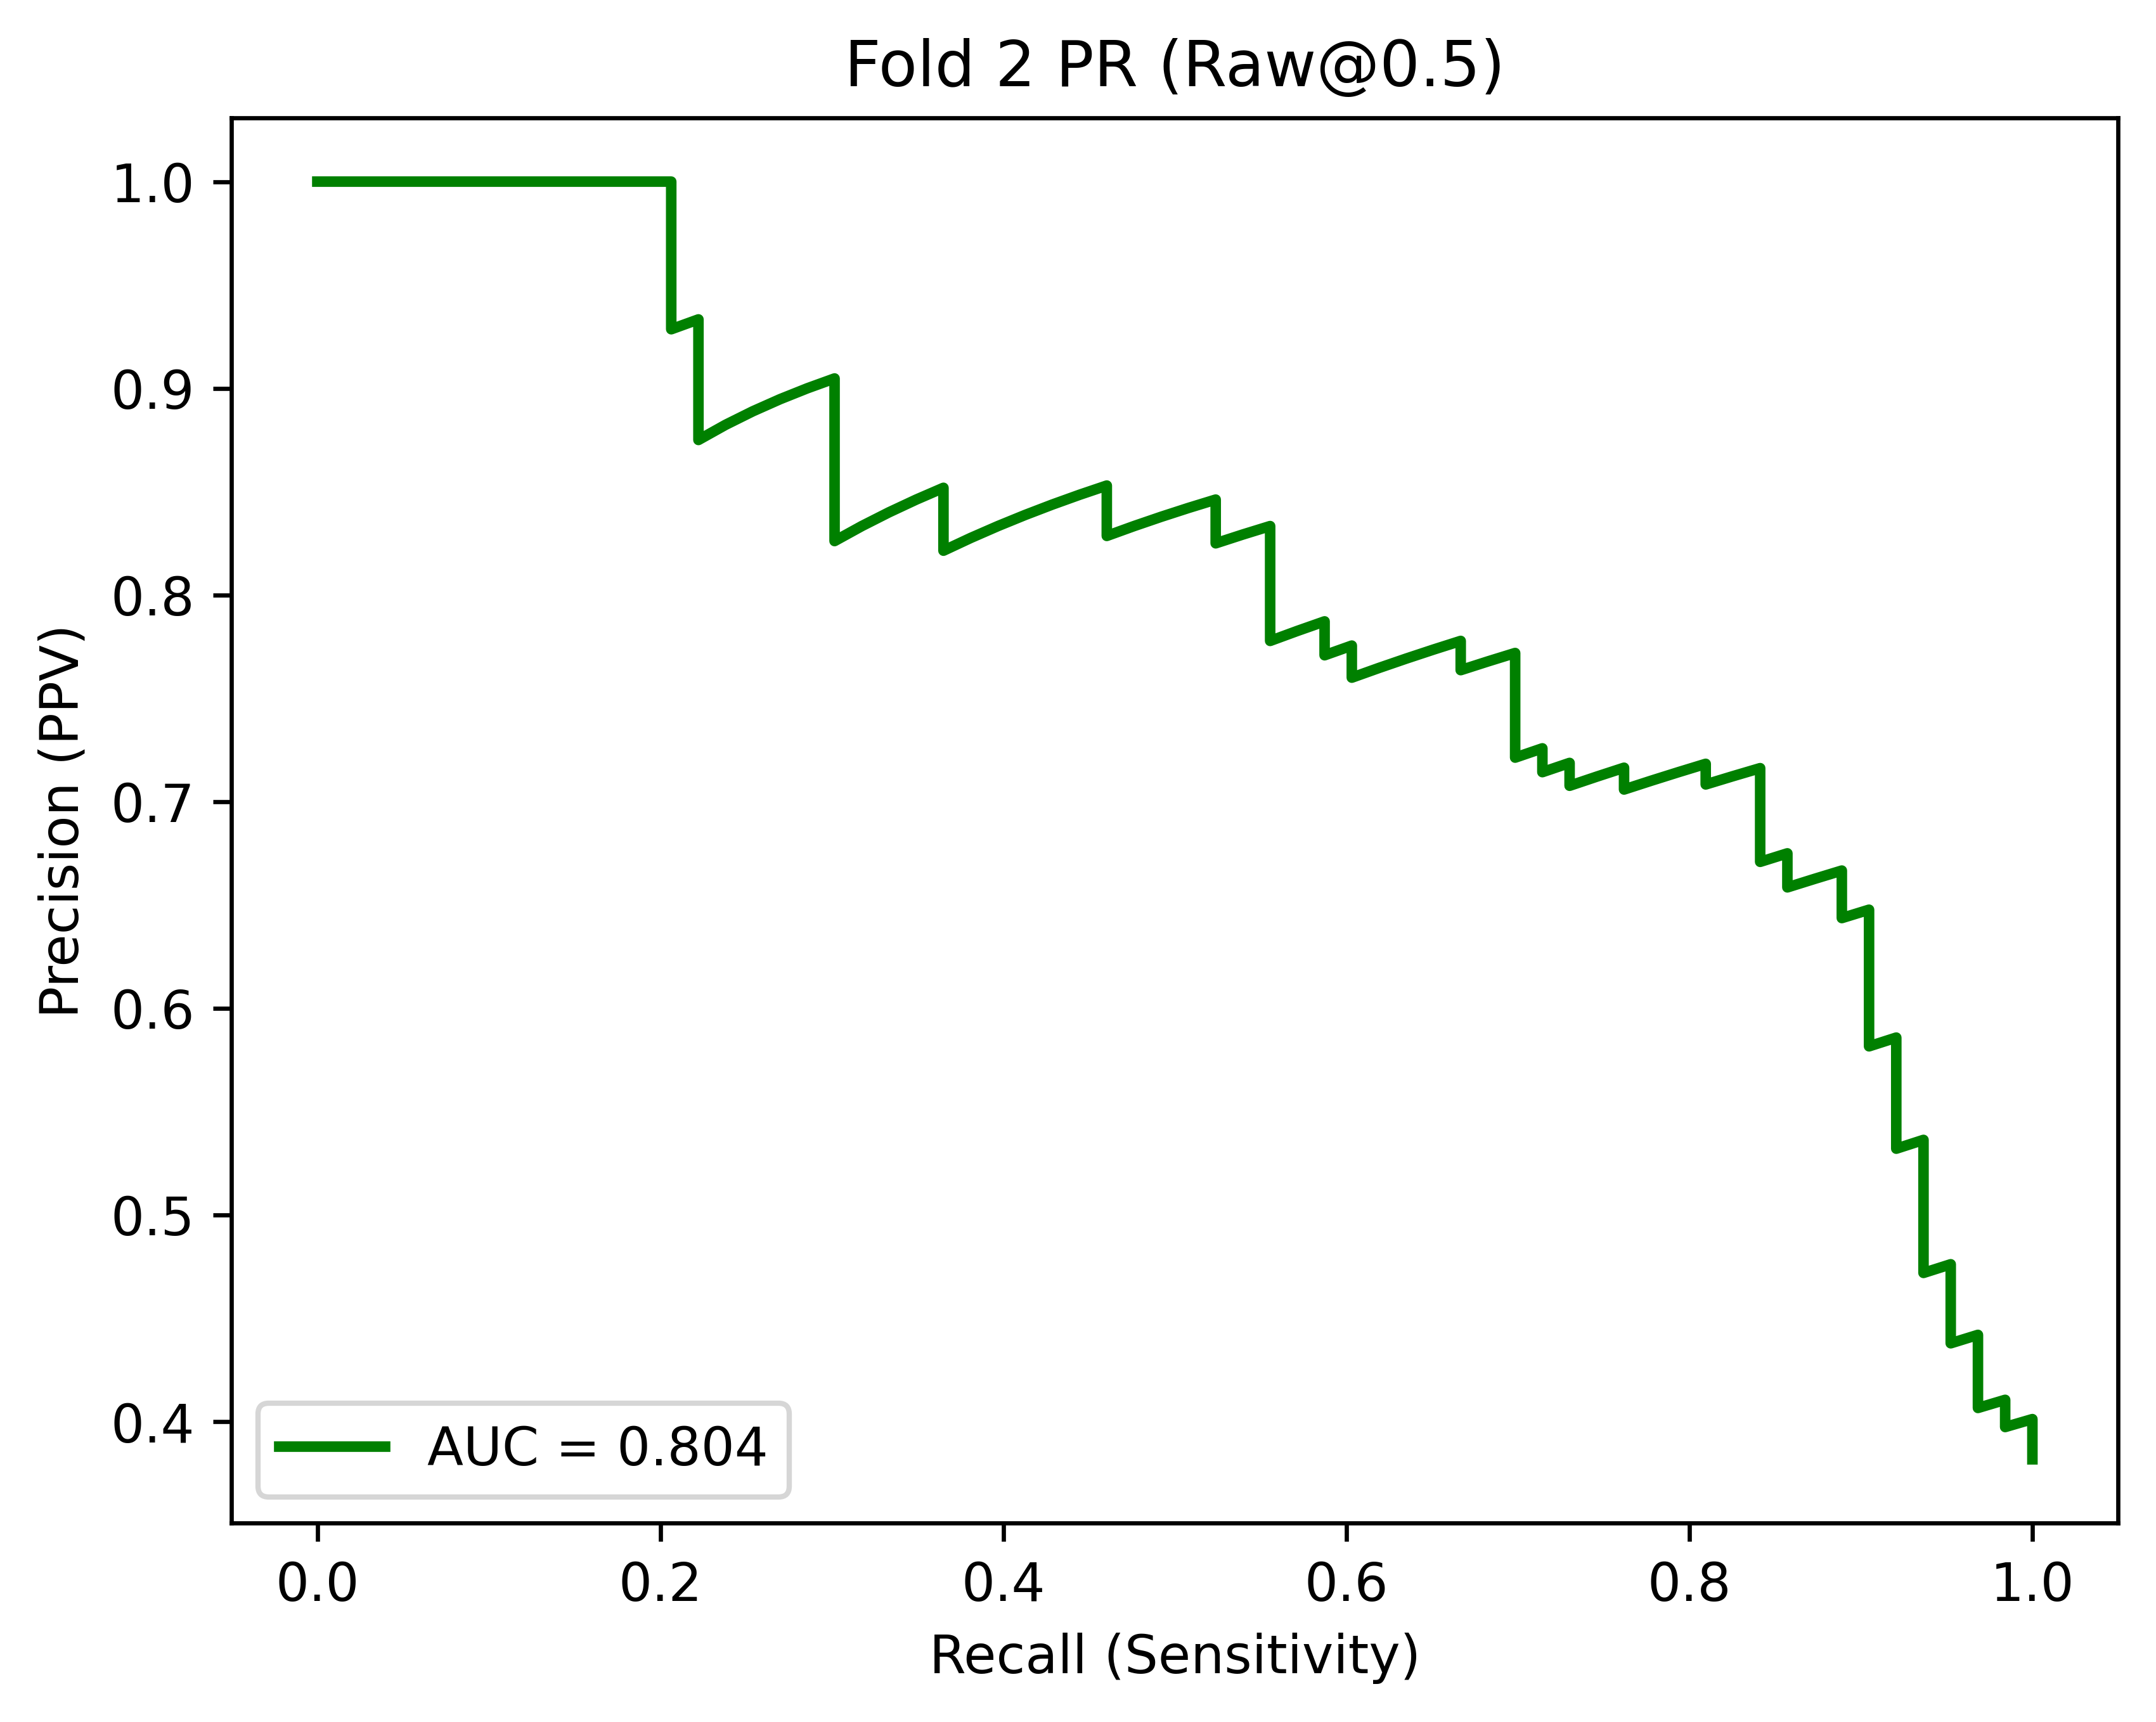 Fold 2 PR (Raw@0.5)
Precision (PPV)
1.0
0.9
0.8
0.7
0.6
0.5
0.4
AUC = 0.804
0.0 0.2 0.4 0.6 0.8 1.0
Recall (Sensitivity)